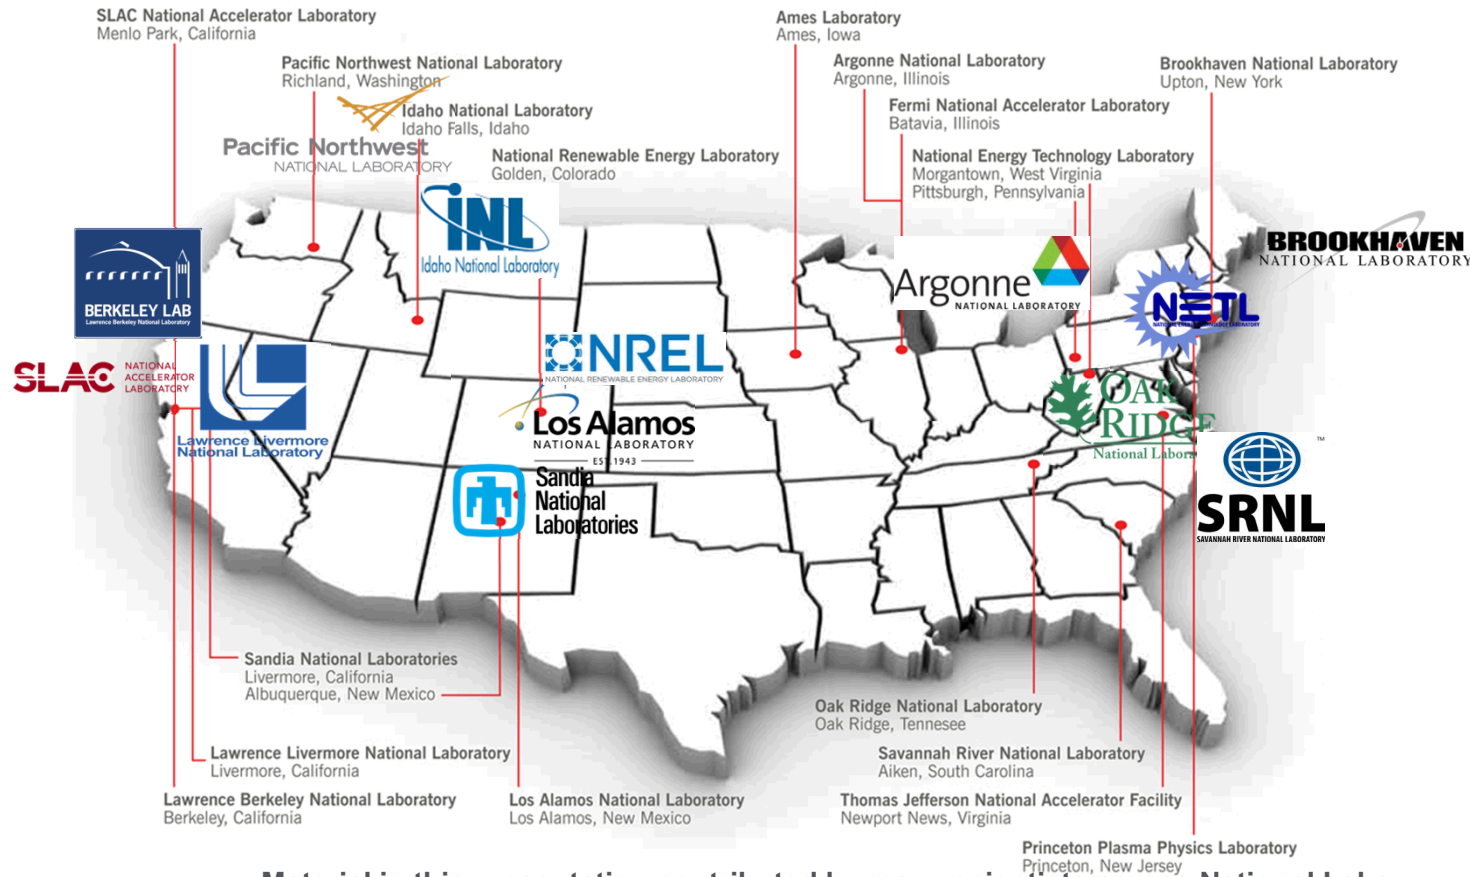 SLAC National Accelerator Laboratory
Menlo Park, California
Ames Laboratory
Ames, Iowa
Pacific Northwest National Laboratory
Richland, Washington
Argonne National Laboratory
Argonne, Illinois
Brookhaven National Laboratory
Upton, New York
Idaho National Laboratory
Idaho Falls, Idaho
Fermi National Accelerator Laboratory
Batavia, Illinois
Pacific Northwest
NATIONAL LABORATORY
National Renewable Energy Laboratory
Golden, Colorado
National Energy Technology Laboratory
Morgantown, West Virginia
Pittsburgh, Pennsylvania
INL
Idaho National Laboratory
BROOKHAVEN
NATIONAL LABORATORY
BERKELEY LAB
Lawrence Berkeley National Laboratory
Argonne
NATIONAL LABORATORY
NETL
NATIONAL ENERGY TECHNOLOGY LABORATORY
NREL
NATIONAL RENEWABLE ENERGY LABORATORY
SLAC
NATIONAL
ACCELERATOR
LABORATORY
Lawrence Livermore
National Laboratory
Los Alamos
NATIONAL LABORATORY
EST. 1943
OAK
RIDGE
National
Sandia
National
Laboratories
TM
SRNL
SAVANNAH RIVER NATIONAL LABORATORY
Sandia National Laboratories
Livermore, California
Albuquerque, New Mexico
Oak Ridge National Laboratory
Oak Ridge, Tennesee
Lawrence Livermore National Laboratory
Livermore, California
Savannah River National Laboratory
Aiken, South Carolina
Lawrence Berkeley National Laboratory
Berkeley, California
Los Alamos National Laboratory
Los Alamos, New Mexico
Thomas Jefferson National Accelerator Facility
Newport News, Virginia
Princeton Plasma Physics Laboratory
Princeton, New Jersey